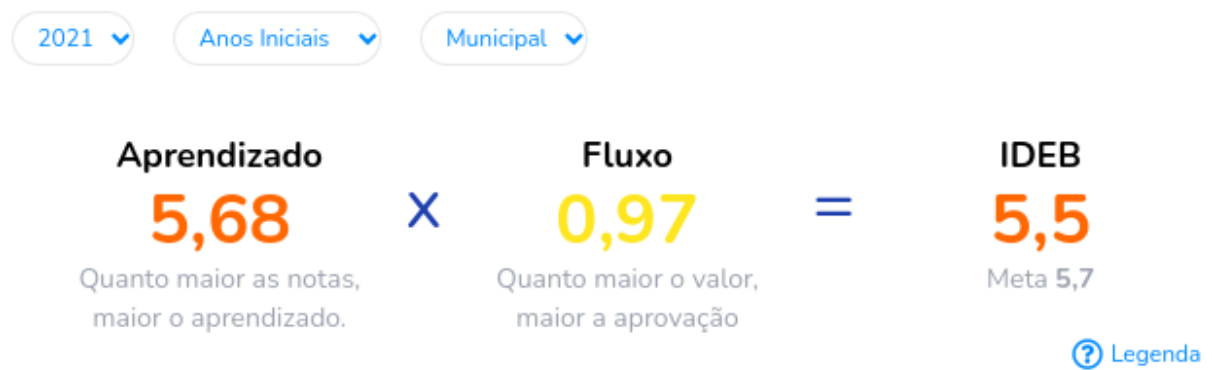 2021 Anos Iniciais Municipal
Aprendizado Fluxo IDEB
5,68 x 0,97 = 5,5
Quanto maior as notas, Quanto maior o valor, Meta 5,7
maior o aprendizado. maior a aprovação
? Legenda